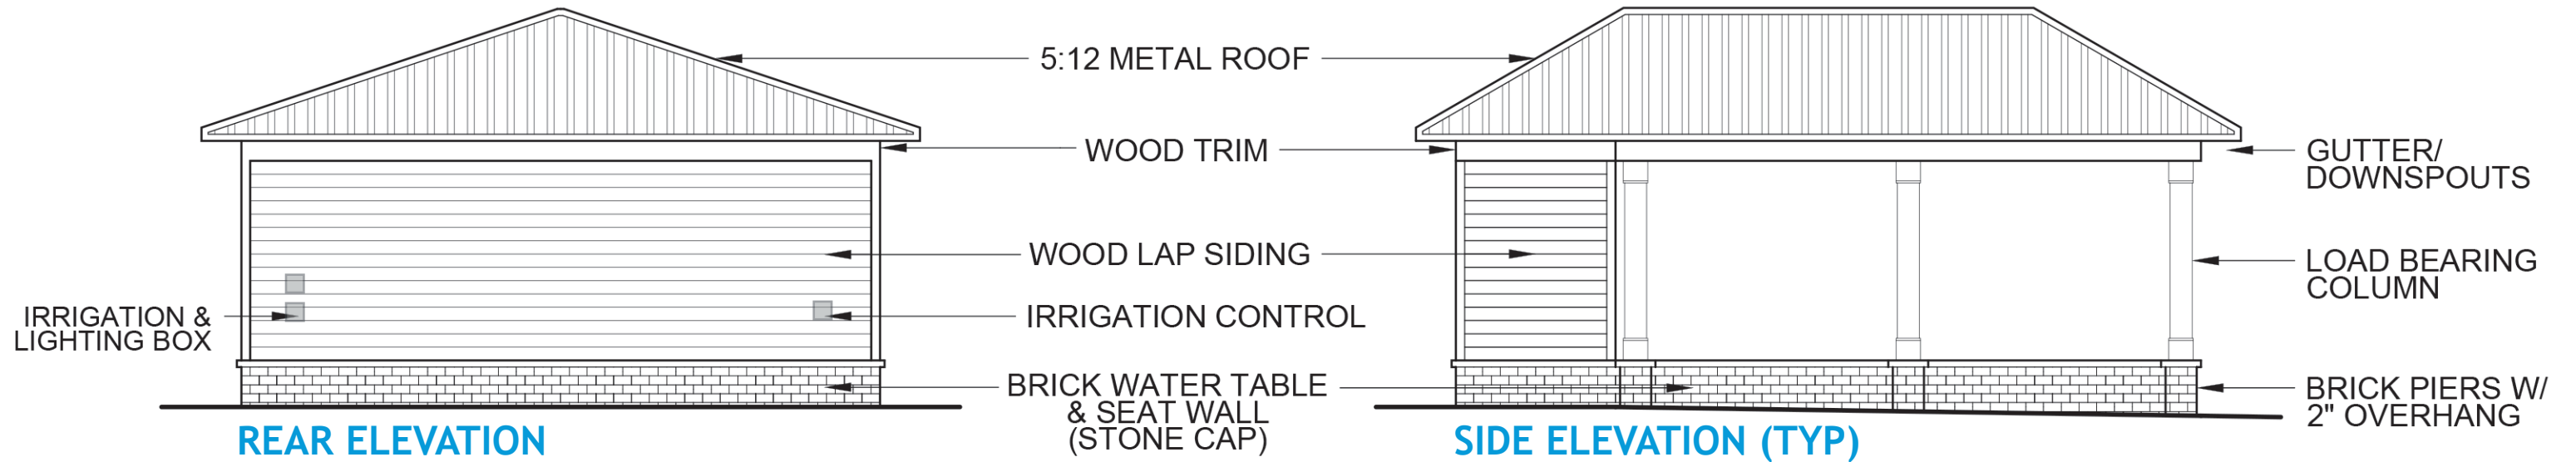 5:12 METAL ROOF
WOOD TRIM
GUTTER/
DOWNSPOUTS
WOOD LAP SIDING
LOAD BEARING
COLUMN
IRRIGATION &
LIGHTING BOX
IRRIGATION CONTROL
BRICK WATER TABLE
& SEAT WALL
(STONE CAP)
BRICK PIERS W/
2" OVERHANG
REAR ELEVATION
SIDE ELEVATION (TYP)